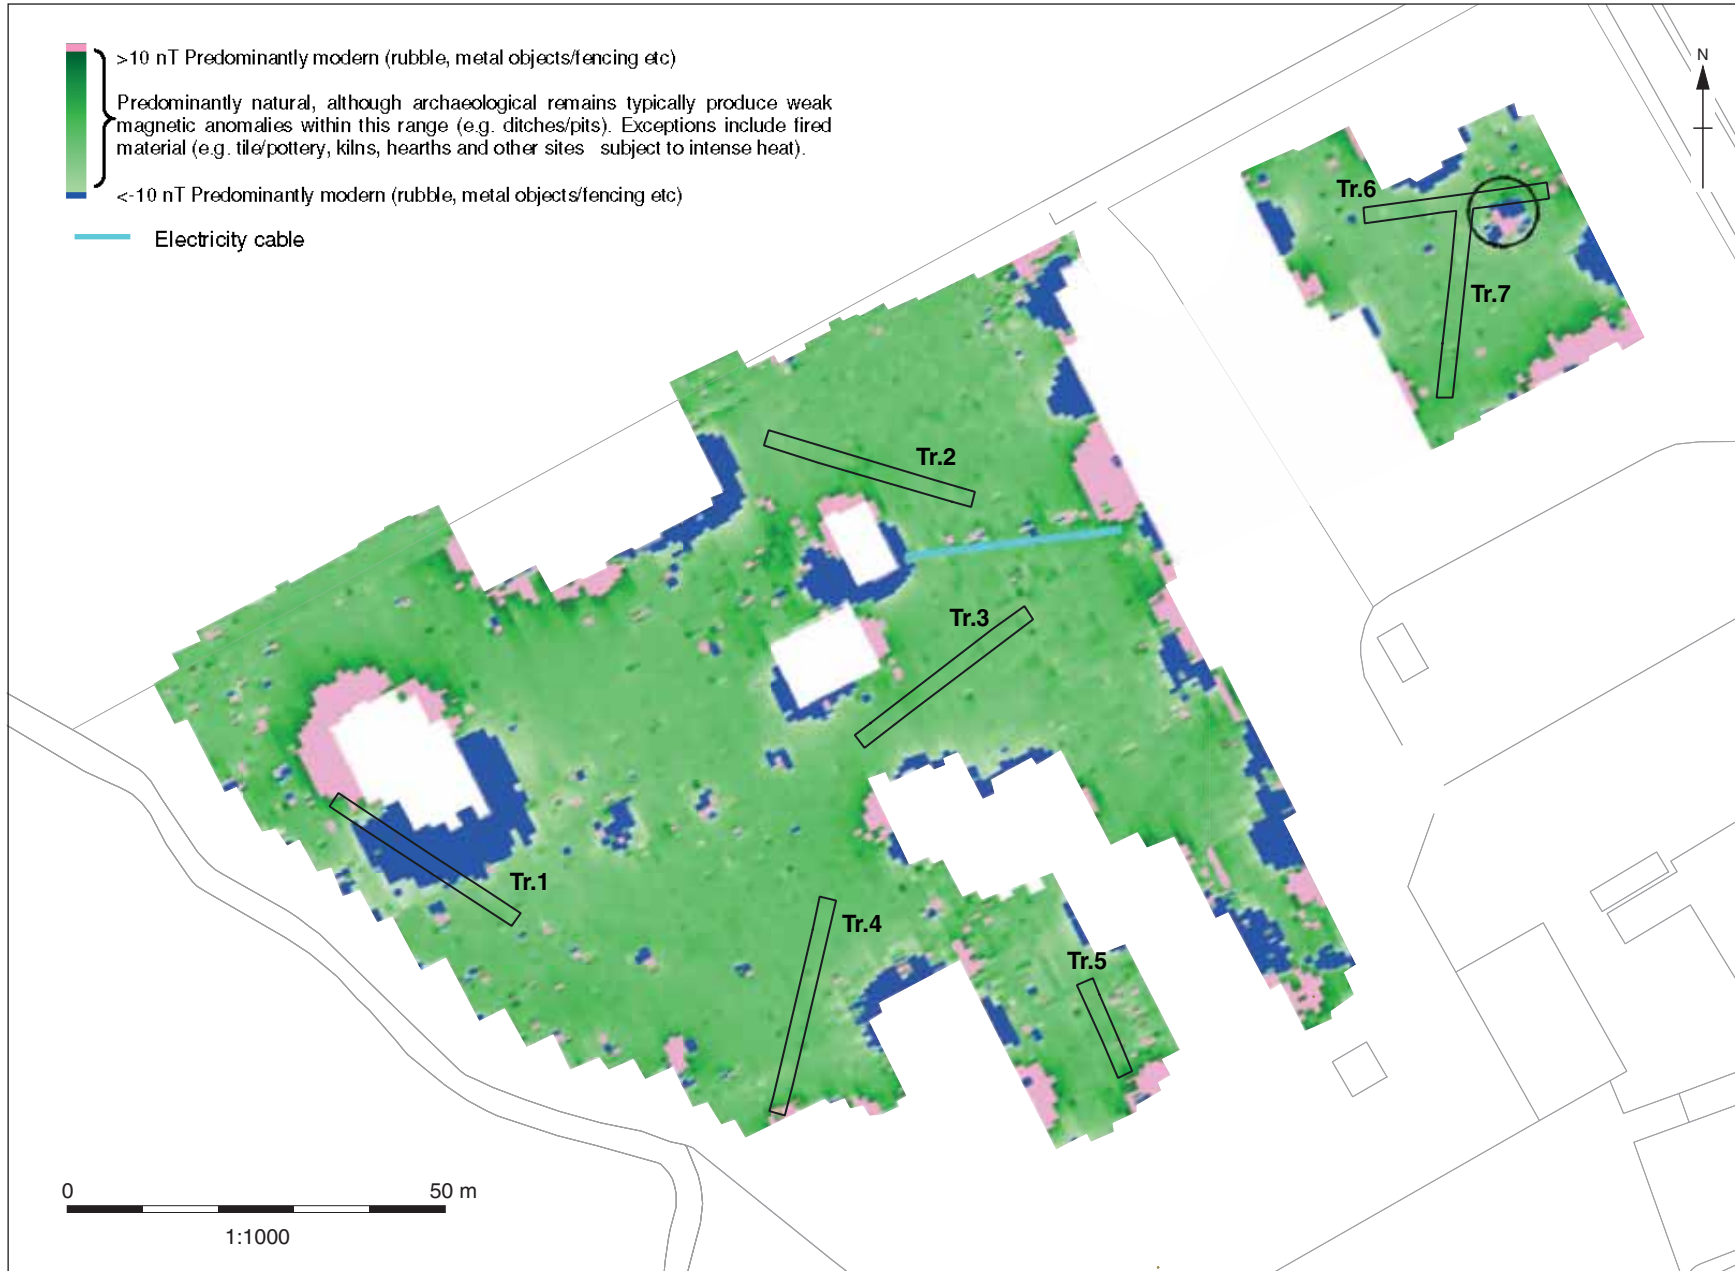 >10 nT Predominantly modern (rubble, metal objects/fencing etc)
Predominantly natural, although archaeological remains typically produce weak
magnetic anomalies within this range (e.g. ditches/pits). Exceptions include fired
material (e.g. tile/pottery, kilns, hearths and other sites subject to intense heat).
<-10 nT Predominantly modern (rubble, metal objects/fencing etc)
Electricity cable
N
Tr.6
Tr.7
Tr.2
Tr.3
Tr.1
Tr.4
Tr.5
0 50 m
1:1000